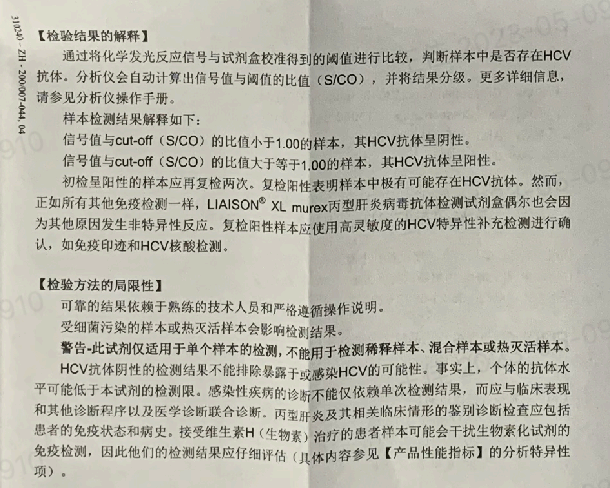 31(24) - ZH - 200/007-044, 04
【检验结果的解释】
通过将化学发光反应信号与试剂盒校准得到的阈值进行比较，判断样本中是否存在HCV
抗体。分析仪会自动计算出信号值与阈值的比值（S/CO），并将结果分级。更多详细信息，
请参见分析仪操作手册。
样本检测结果解释如下：
信号值与cut-off（S/CO）的比值小于1.00的样本，其HCV抗体呈阴性。
信号值与cut-off（S/CO）的比值大于等于1.00的样本，其HCV抗体呈阳性。
初检呈阳性的样本应再复检两次。复检阳性表明样本中极有可能存在HCV抗体。然而，
正如所有其他免疫检测一样，LIAISON® XL murex丙型肝炎病毒抗体检测试剂盒偶尔也会因
为其他原因发生非特异性反应。复检阳性样本应使用高灵敏度的HCV特异性补充检测进行确
认，如免疫印迹和HCV核酸检测。
【检验方法的局限性】
可靠的结果依赖于熟练的技术人员和严格遵循操作说明。
受细菌污染的样本或热灭活样本会影响检测结果。
警告-此试剂仅适用于单个样本的检测，不能用于检测稀释样本、混合样本或热灭活样本。
HCV抗体阴性的检测结果不能排除暴露于或感染HCV的可能性。事实上，个体的抗体水
平可能低于本试剂的检测限。感染性疾病的诊断不能仅依赖单次检测结果，而应与临床表现
和其他诊断程序以及医学诊断联合诊断。丙型肝炎及其相关临床情形的鉴别诊断检查应包括
患者的免疫状态和病史。接受维生素H（生物素）治疗的患者样本可能会干扰生物素化试剂的
免疫检测，因此他们的检测结果应仔细评估（具体内容参见【产品性能指标】的分析特异性
项）。